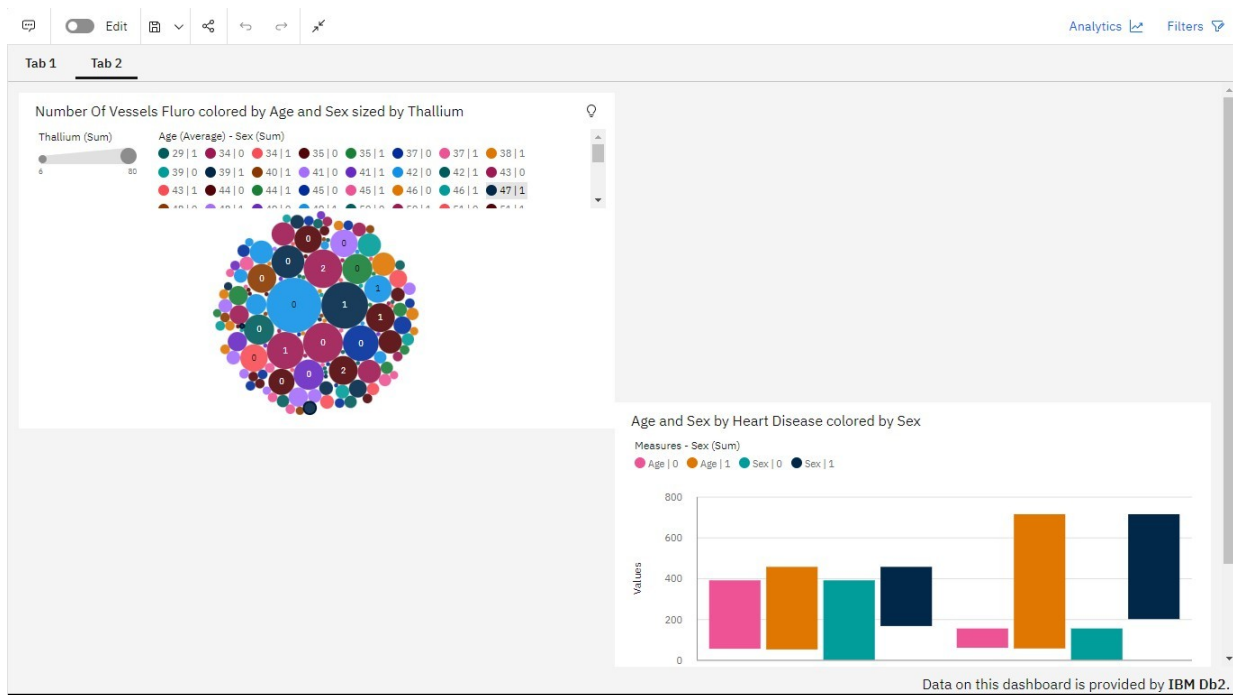 Edit
Analytics
Filters
Tab 1 Tab 2
Number Of Vessels Fluro colored by Age and Sex sized by Thallium
Thallium (Sum)
6 80
Age (Average) - Sex (Sum)
29 | 1 34 | 0 34 | 1 35 | 0 35 | 1 37 | 0 37 | 1 38 | 1
39 | 0 39 | 1 40 | 1 41 | 0 41 | 1 42 | 0 42 | 1 43 | 0
43 | 1 44 | 0 44 | 1 45 | 0 45 | 1 46 | 0 46 | 1 47 | 1
0 0
0 2 0
0 1
0 1 1
0 0 0
0 1
0 0 2
Age and Sex by Heart Disease colored by Sex
Measures - Sex (Sum)
Age | 0 Age | 1 Sex | 0 Sex | 1
Values
800
600
400
200
0
Data on this dashboard is provided by IBM Db2.